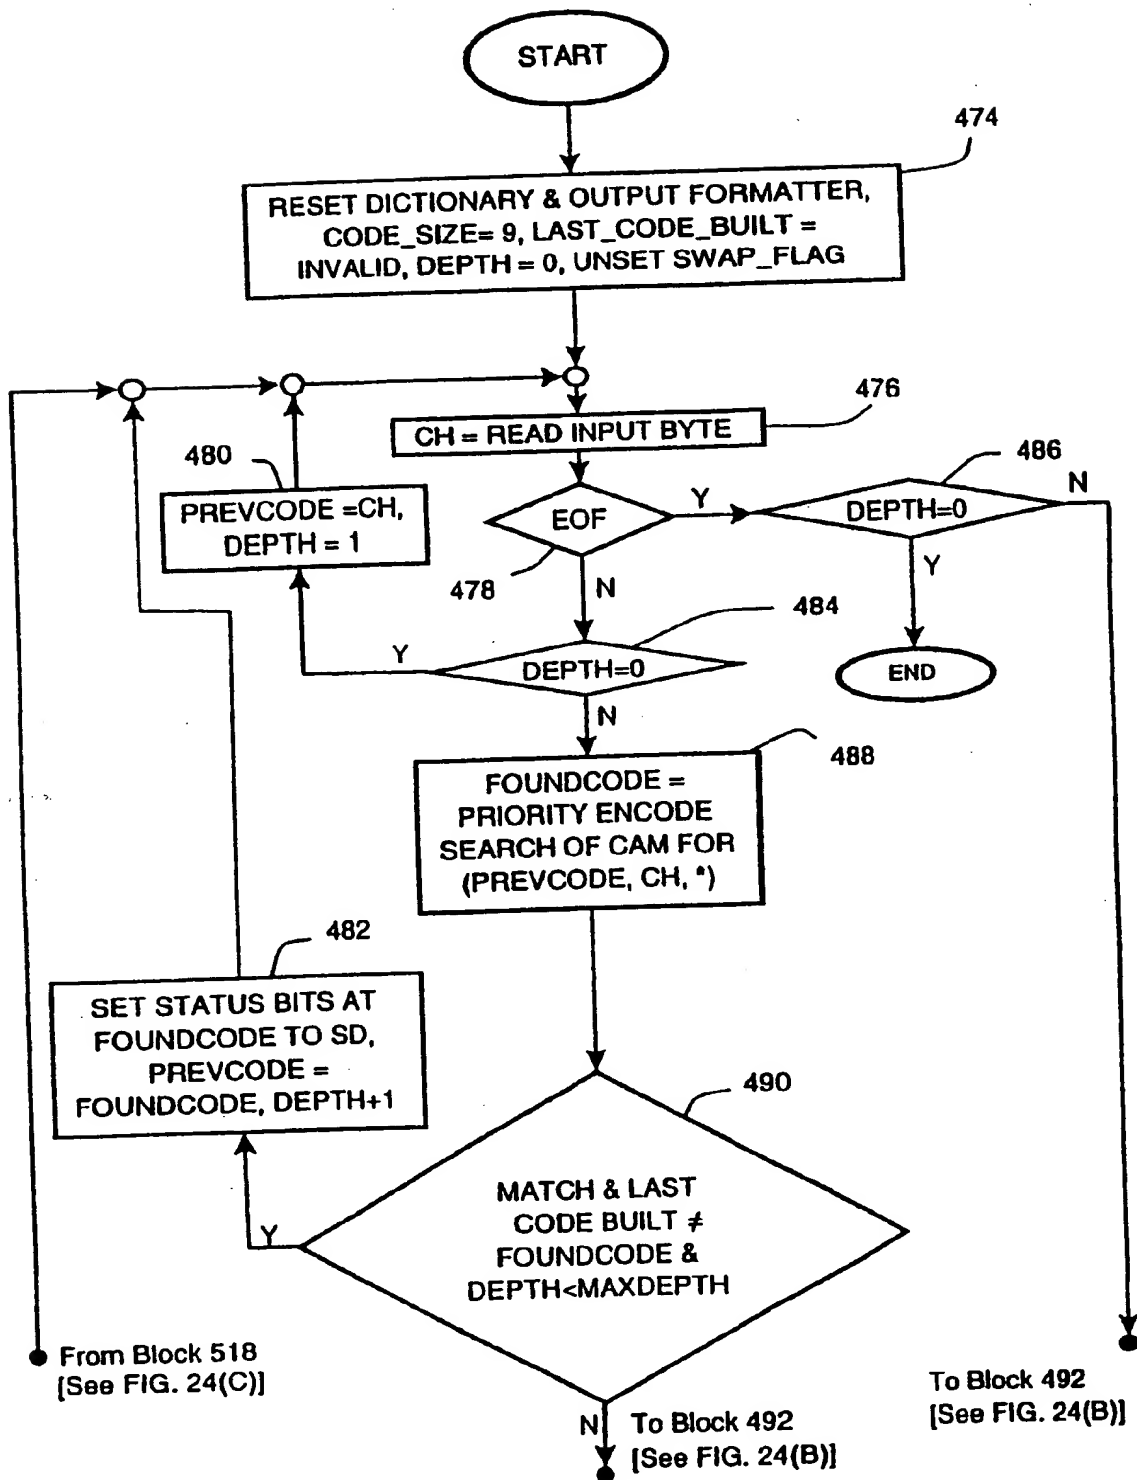 START
474
RESET DICTIONARY & OUTPUT FORMATTER,
CODE_SIZE= 9, LAST_CODE_BUILT =
INVALID, DEPTH = 0, UNSET SWAP_FLAG
476
CH = READ INPUT BYTE
480
486
PREVCODE =CH,
DEPTH = 1
EOF
Y
DEPTH=0
N
478
N
Y
484
Y
DEPTH=0
END
N
488
FOUNDCODE =
PRIORITY ENCODE
SEARCH OF CAM FOR
(PREVCODE, CH, *)
482
SET STATUS BITS AT
FOUNDCODE TO SD,
PREVCODE =
FOUNDCODE, DEPTH+1
490
MATCH & LAST
CODE BUILT ≠
FOUNDCODE &
DEPTH<MAXDEPTH
Y
From Block 518
[See FIG. 24(C)]
N
To Block 492
[See FIG. 24(B)]
To Block 492
[See FIG. 24(B)]